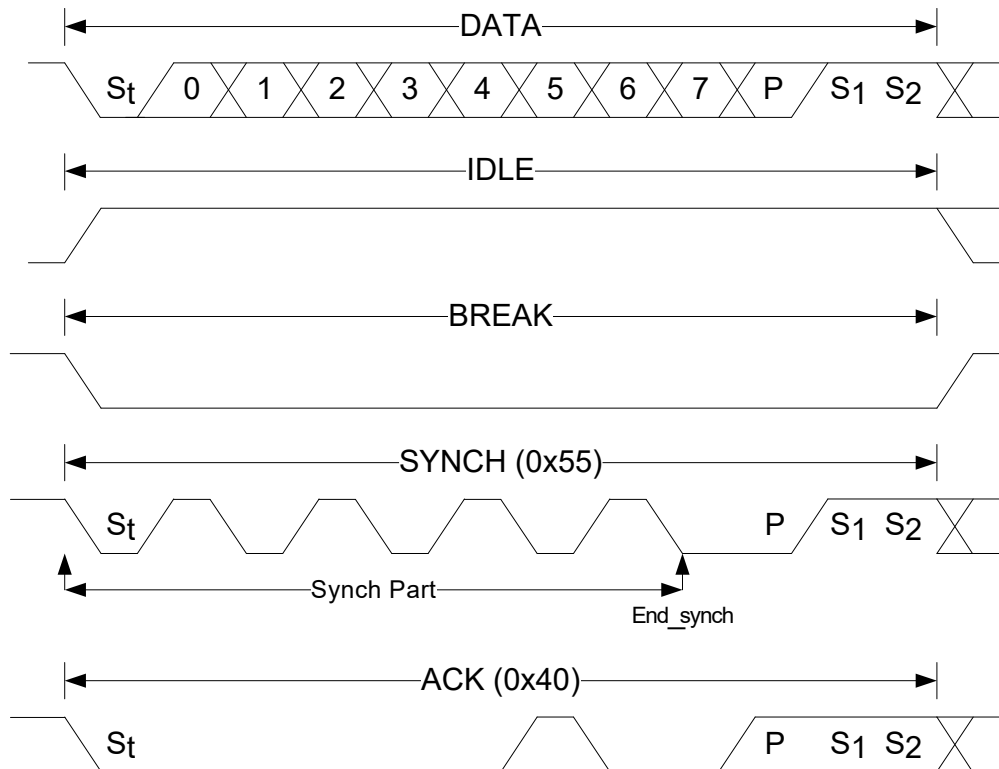 DATA
St 0 1 2 3 4 5 6 7 P S1 S2
IDLE
BREAK
SYNCH (0x55)
St P S1 S2
Synch Part
End_synch
ACK (0x40)
St P S1 S2